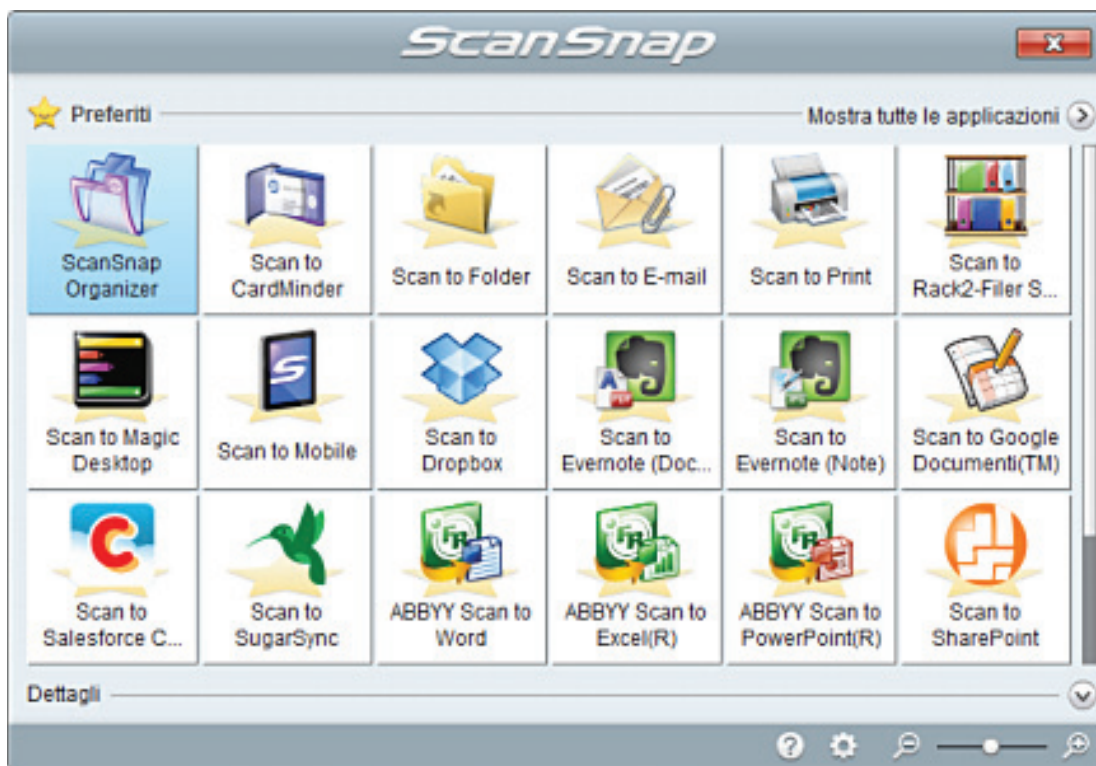 ScanSnap
Preferiti
Mostra tutte le applicazioni
ScanSnap
Organizer
Scan to
CardMinder
Scan to Folder
Scan to E-mail
Scan to Print
Scan to
Rack2-Filer S...
Scan to Magic
Desktop
Scan to Mobile
Scan to
Dropbox
Scan to
Evernote (Doc...
Scan to
Evernote (Note)
Scan to Google
Documenti(TM)
Scan to
Salesforce C...
Scan to
SugarSync
ABBYY Scan to
Word
ABBYY Scan to
Excel(R)
ABBYY Scan to
PowerPoint(R)
Scan to
SharePoint
Dettagli